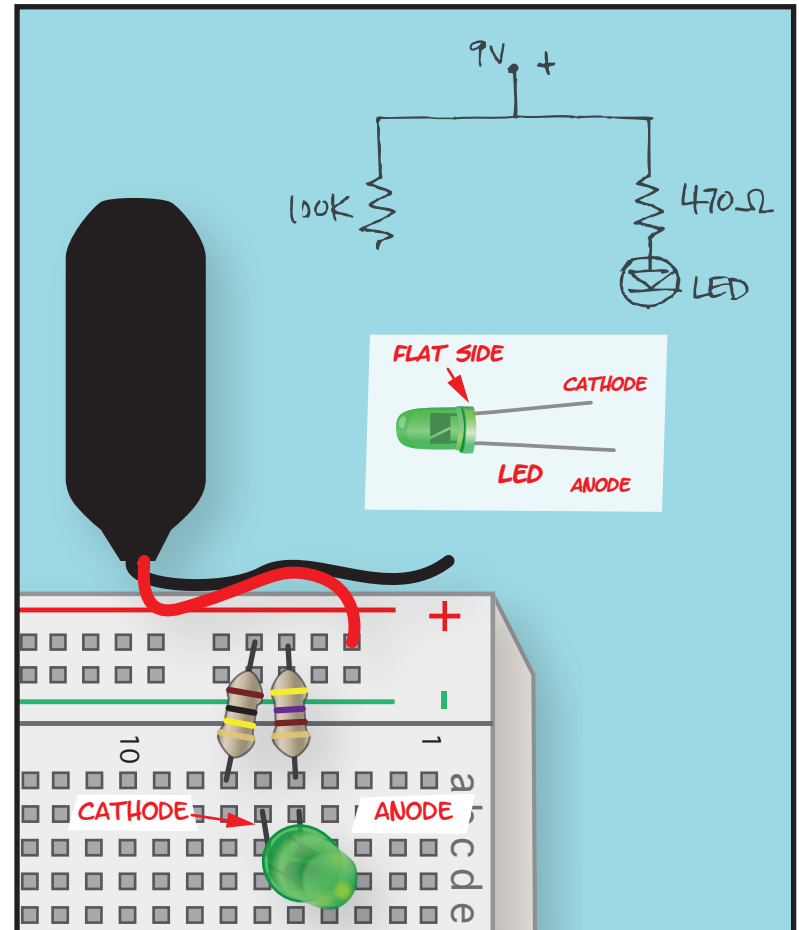 9V +
100K
470Ω
LED
FLAT SIDE
CATHODE
LED
ANODE
+
-
10
1
a
CATHODE
ANODE
c
d
e